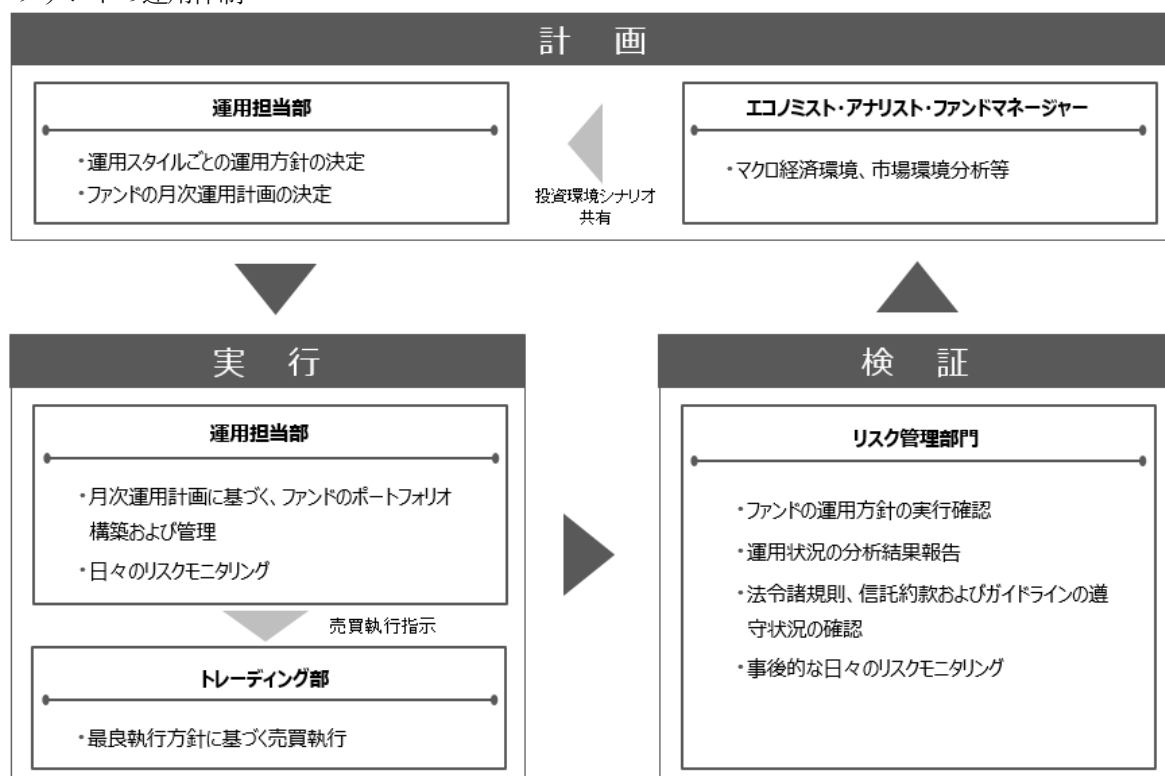 計 画
運用担当部
・運用スタイルごとの運用方針の決定
・ファンドの月次運用計画の決定
投資環境シナリオ
共有
エコノミスト・アナリスト・ファンドマネージャー
・マクロ経済環境、市場環境分析等
実 行
運用担当部
・月次運用計画に基づく、ファンドのポートフォリオ
構築および管理
・日々のリスクモニタリング
売買執行指示
トレーディング部
・最良執行方針に基づく売買執行
検 証
リスク管理部門
・ファンドの運用方針の実行確認
・運用状況の分析結果報告
・法令諸規則、信託約款およびガイドラインの遵
守状況の確認
・事後的な日々のリスクモニタリング